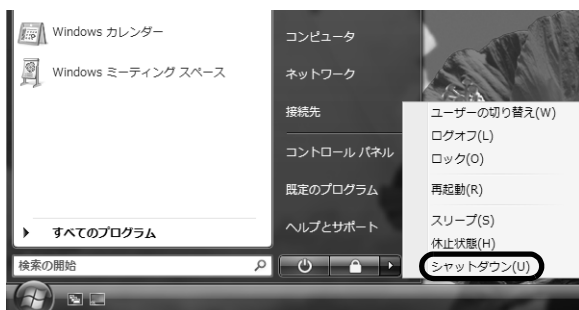 Windows カレンダー
Windows ミーティング スペース
すべてのプログラム
検索の開始
コンピュータ
ネットワーク
接続先
コントロール パネル
既定のプログラム
ヘルプとサポート
ユーザーの切り替え(W)
ログオフ(L)
ロック(O)
再起動(R)
スリープ(S)
休止状態(H)
シャットダウン(U)